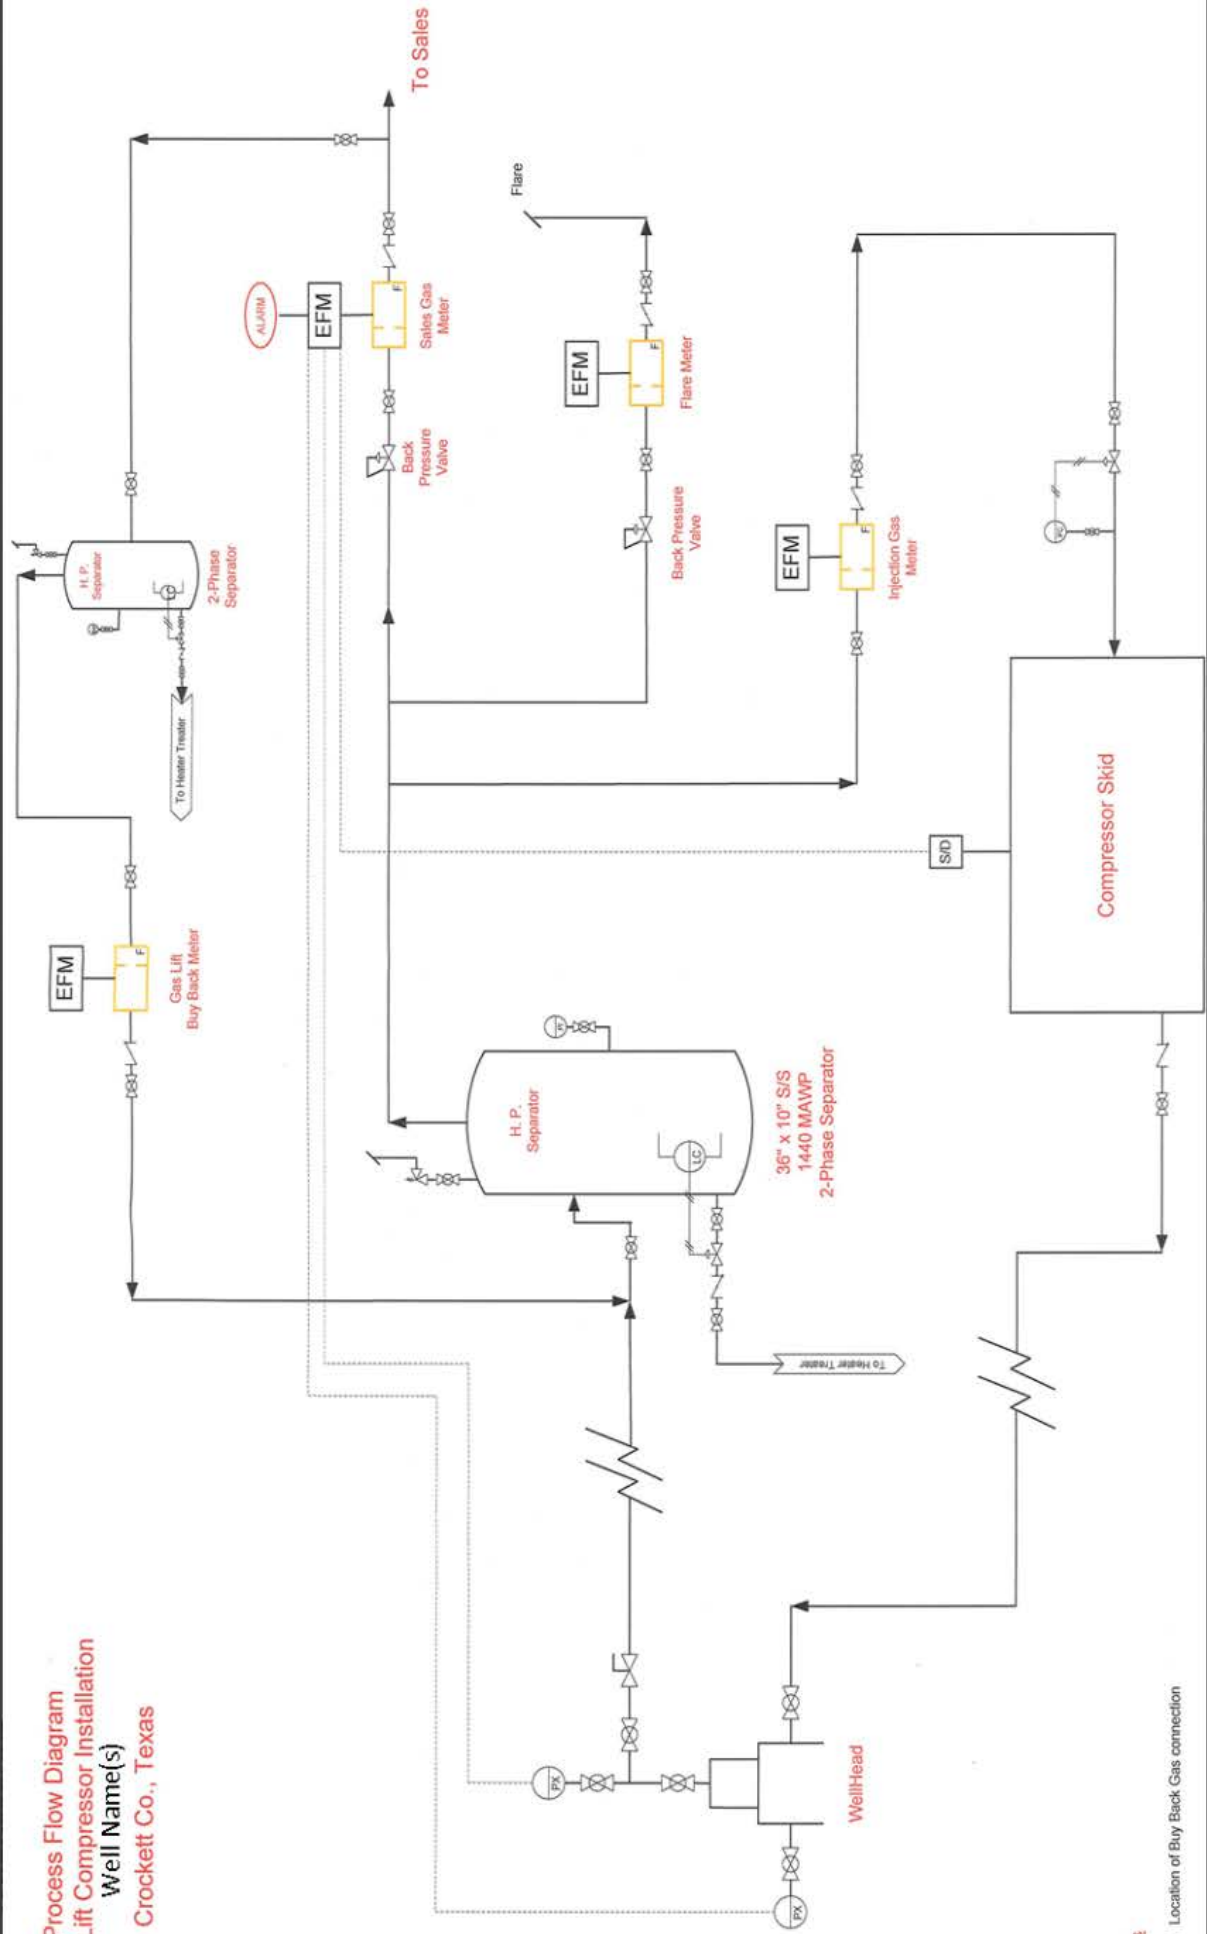 Process Flow Diagram
Lift Compressor Installation
Well Name(s)
Crockett Co., Texas
EFM
F
Gas Lift
Buy Back Meter
H. P.
Separator
LC
2-Phase
Separator
To Heater Treater
ALARM
EFM
F
Sales Gas
Meter
Back
Pressure
Valve
To Sales
Flare
EFM
F
Flare Meter
Back Pressure
Valve
EFM
F
Injection Gas
Meter
PC
H. P.
Separator
PI
LC
36" x 10" S/S
1440 MAWP
2-Phase Separator
To Heater Treater
S/D
Compressor Skid
PX
PX
WellHead
Location of Buy Back Gas connection